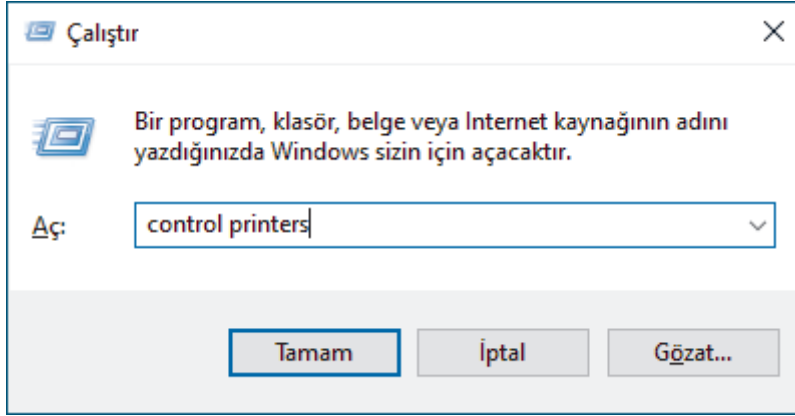 Çalıştır
Bir program, klasör, belge veya Internet kaynağının adını
yazdığınızda Windows sizin için açacaktır.
Aç: control printers
Tamam İptal Gözat...